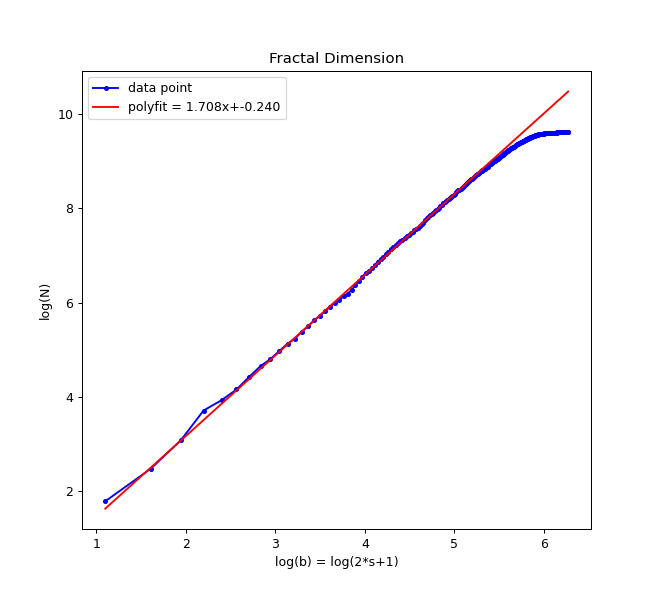 Fractal Dimension
data point
polyfit = 1.708x+-0.240
10
8
6
4
2
log(N)
1 2 3 4 5 6
log(b) = log(2*s+1)